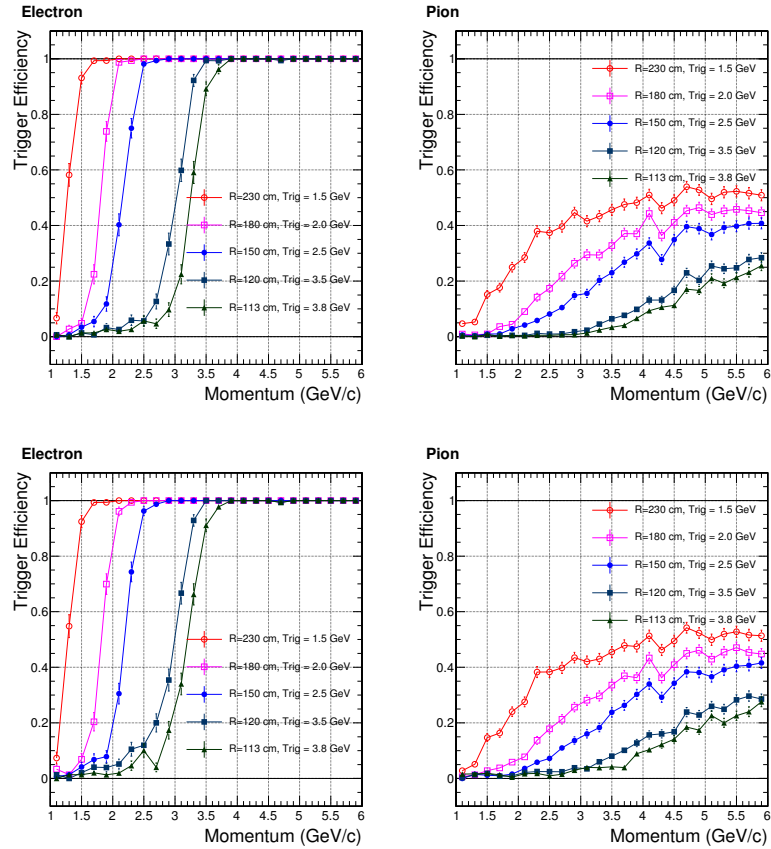 Electron
Trigger Efficiency
1
0.8
0.6
0.4
0.2
0
R=230 cm, Trig = 1.5 GeV
R=180 cm, Trig = 2.0 GeV
R=150 cm, Trig = 2.5 GeV
R=120 cm, Trig = 3.5 GeV
R=113 cm, Trig = 3.8 GeV
1 1.5 2 2.5 3 3.5 4 4.5 5 5.5 6
Momentum (GeV/c)
Pion
Trigger Efficiency
1
0.8
0.6
0.4
0.2
0
R=230 cm, Trig = 1.5 GeV
R=180 cm, Trig = 2.0 GeV
R=150 cm, Trig = 2.5 GeV
R=120 cm, Trig = 3.5 GeV
R=113 cm, Trig = 3.8 GeV
1 1.5 2 2.5 3 3.5 4 4.5 5 5.5 6
Momentum (GeV/c)
Electron
Trigger Efficiency
1
0.8
0.6
0.4
0.2
0
R=230 cm, Trig = 1.5 GeV
R=180 cm, Trig = 2.0 GeV
R=150 cm, Trig = 2.5 GeV
R=120 cm, Trig = 3.5 GeV
R=113 cm, Trig = 3.8 GeV
1 1.5 2 2.5 3 3.5 4 4.5 5 5.5 6
Momentum (GeV/c)
Pion
Trigger Efficiency
1
0.8
0.6
0.4
0.2
0
R=230 cm, Trig = 1.5 GeV
R=180 cm, Trig = 2.0 GeV
R=150 cm, Trig = 2.5 GeV
R=120 cm, Trig = 3.5 GeV
R=113 cm, Trig = 3.8 GeV
1 1.5 2 2.5 3 3.5 4 4.5 5 5.5 6
Momentum (GeV/c)